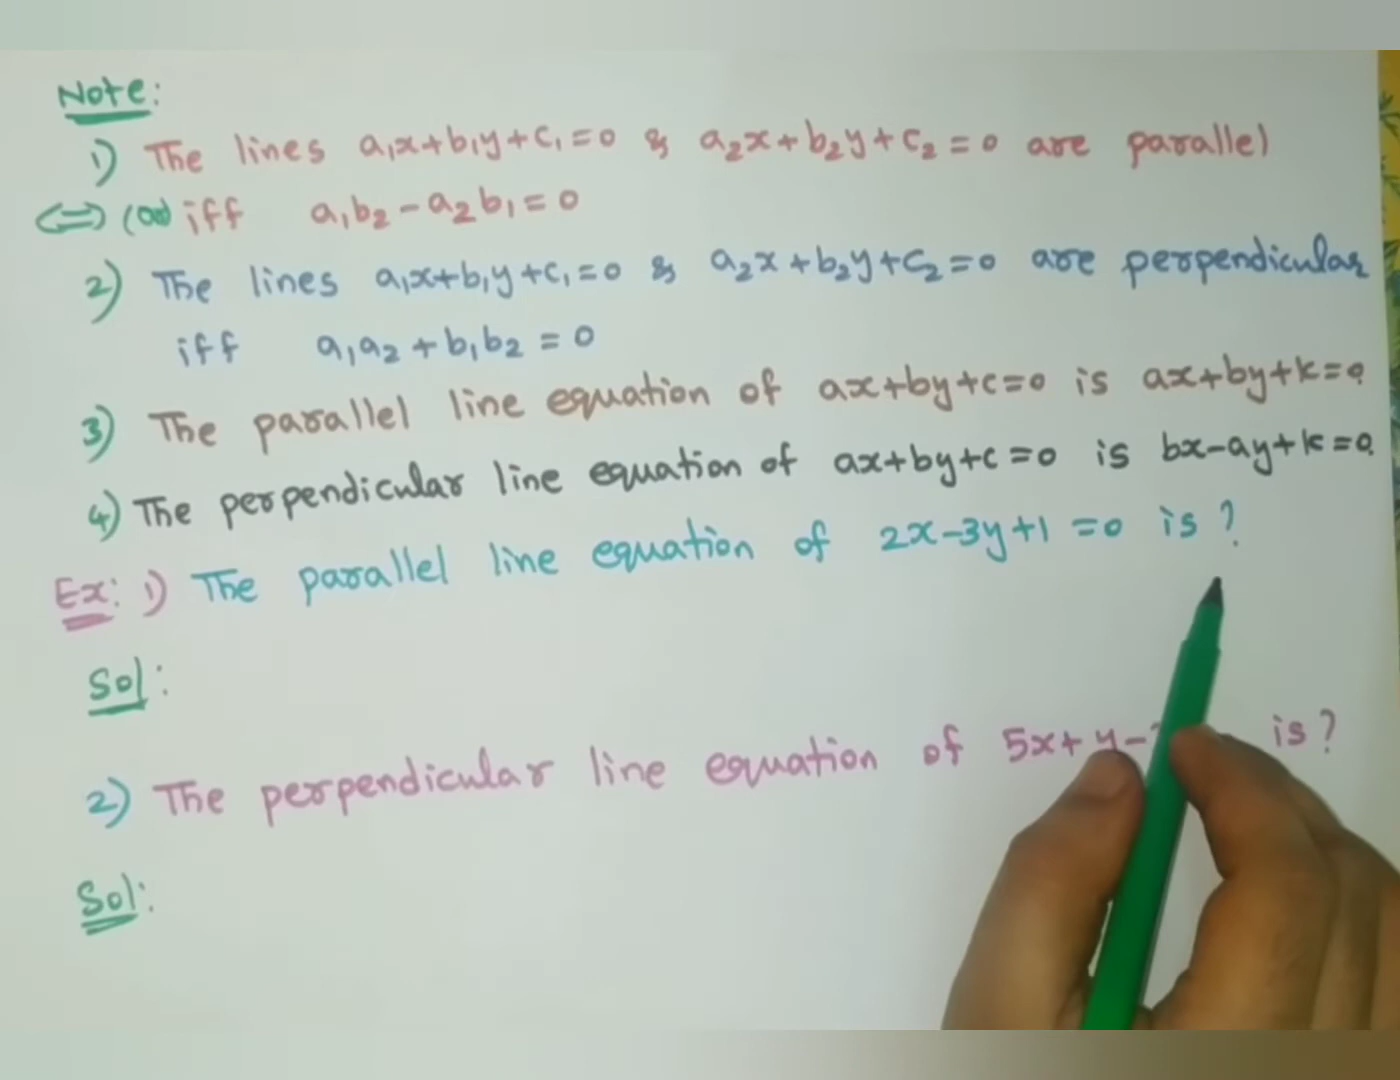 Note:
1) The lines a₁x+b₁y+c₁=0 & a₂x+b₂y+c₂=0 are parallel
⟺ (or) iff a₁b₂-a₂b₁=0
2) The lines a₁x+b₁y+c₁=0 & a₂x+b₂y+c₂=0 are perpendicular
iff a₁a₂+b₁b₂=0
3) The parallel line equation of ax+by+c=0 is ax+by+k=0
4) The perpendicular line equation of ax+by+c=0 is bx-ay+k=0
Ex: 1) The parallel line equation of 2x-3y+1=0 is?
Sol:
2) The perpendicular line equation of 5x+y- is?
Sol: